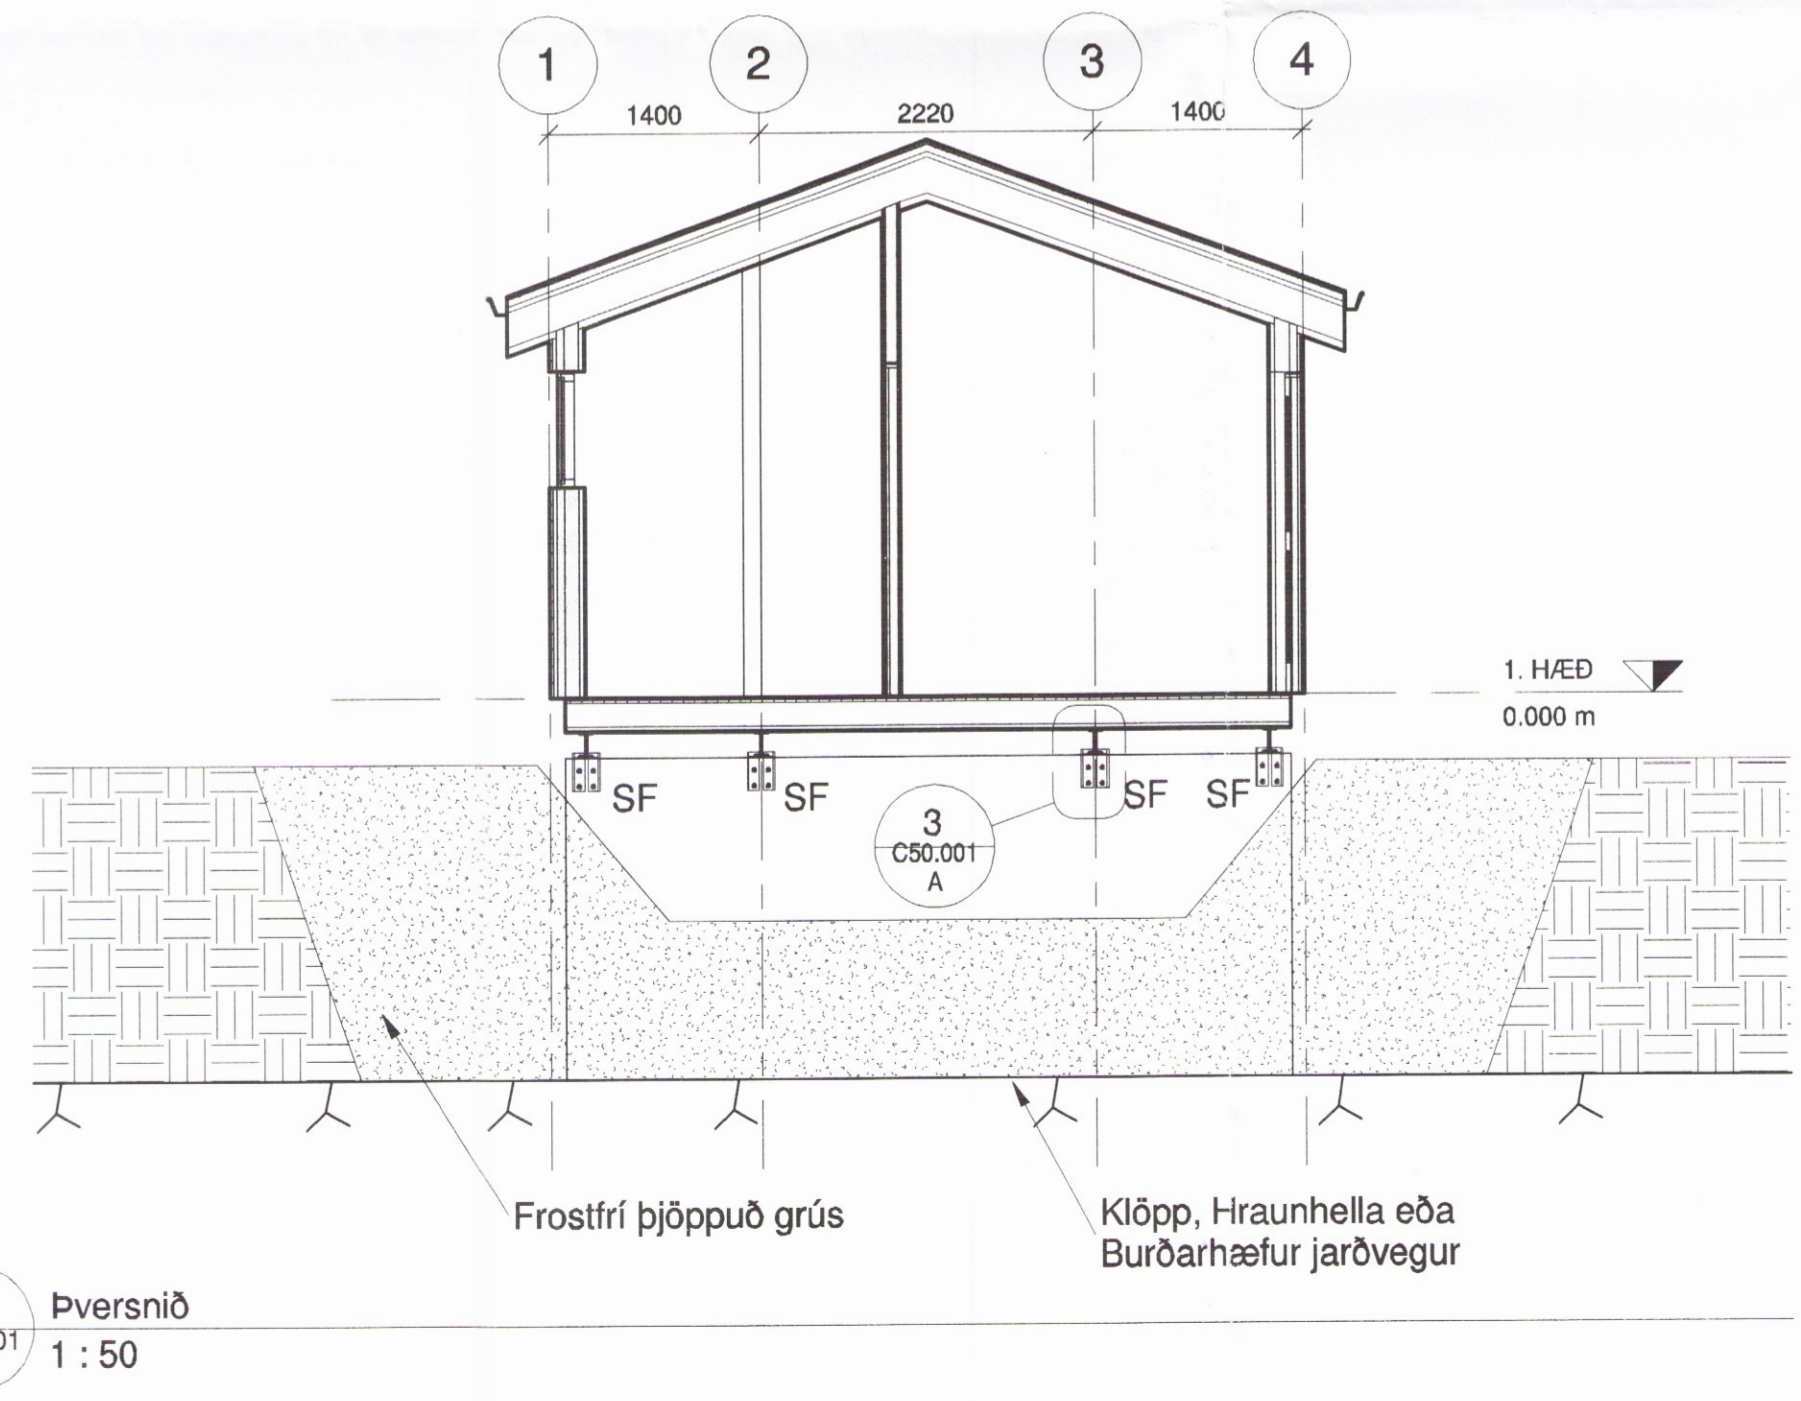 1 2 3 4
1400 2220 1400
1. HÆÐ
0.000 m
SF SF SF SF
3
C50.001
A
Frostfrí þjöppuð grús
Klöpp, Hraunhella eða
Burðarhæfur jarðvegur
Þversnið
1 : 50